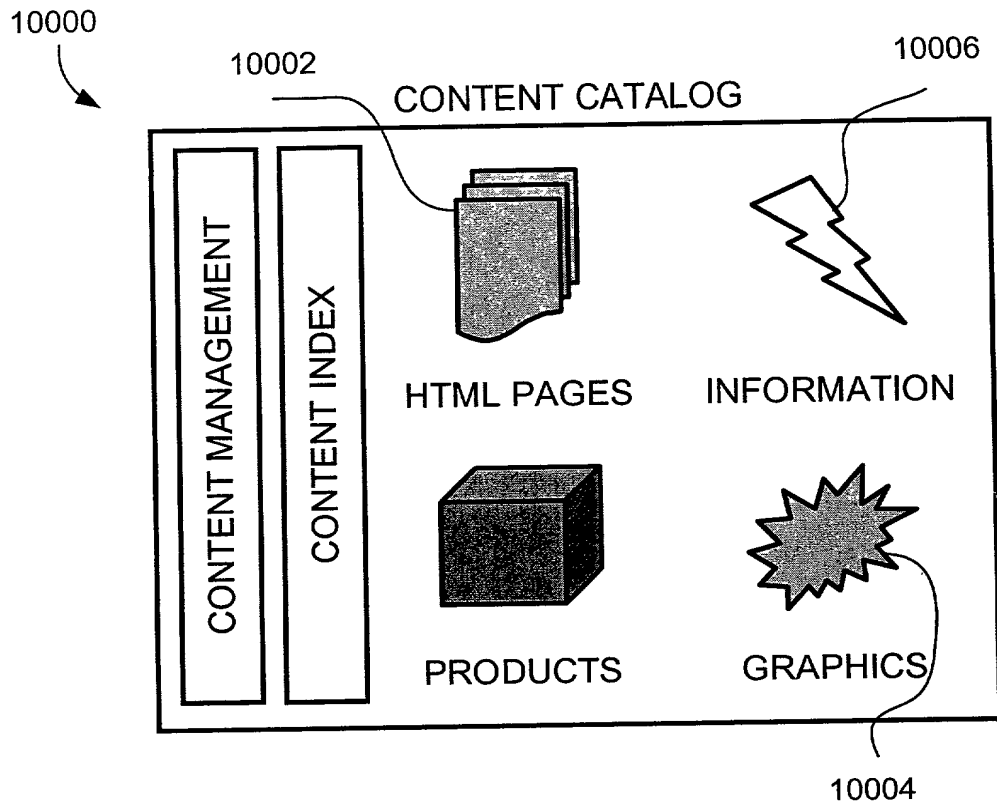 10000
10002
10006
CONTENT CATALOG
CONTENT MANAGEMENT
CONTENT INDEX
HTML PAGES
INFORMATION
PRODUCTS
GRAPHICS
10004